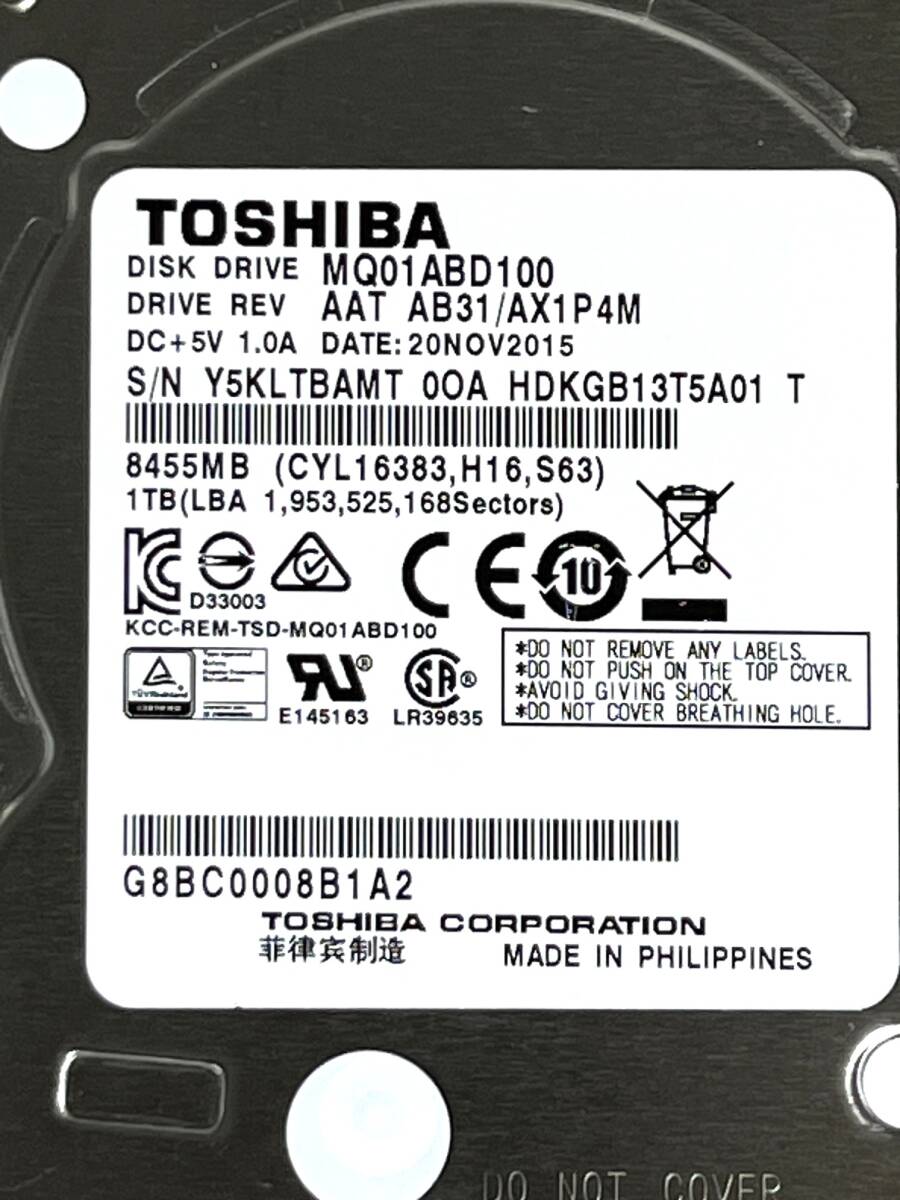 TOSHIBA
DISK DRIVE MQ01ABD100
DRIVE REV AAT AB31/AX1P4M
DC+5V 1.0A DATE:20NOV2015
S/N Y5KLTBAMT 0OA HDKGB13T5A01 T
8455MB (CYL16383,H16,S63)
1TB(LBA 1,953,525,168Sectors)
D33003
10
KCC-REM-TSD-MQ01ABD100
TÜVRheinland
E145163
LR39635
*DO NOT REMOVE ANY LABELS.
*DO NOT PUSH ON THE TOP COVER.
*AVOID GIVING SHOCK.
*DO NOT COVER BREATHING HOLE.
G8BC0008B1A2
TOSHIBA CORPORATION
菲律宾制造 MADE IN PHILIPPINES
DO NOT COVER